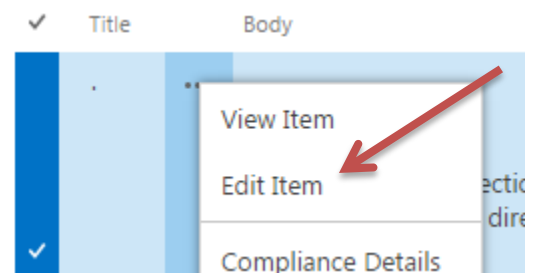 Title Body
. ...
View Item
Edit Item
Compliance Details